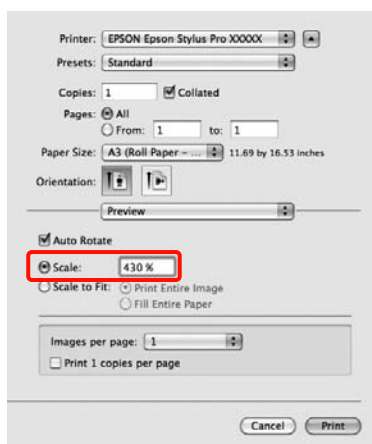 Printer: EPSON Epson Stylus Pro XXXXX
Presets: Standard
Copies: 1 Collated
Pages: All
From: 1 to: 1
Paper Size: A3 (Roll Paper – ... 11.69 by 16.53 inches
Orientation:
Preview
Auto Rotate
Scale: 430 %
Scale to Fit: Print Entire Image
Fill Entire Paper
Images per page: 1
Print 1 copies per page
Cancel Print